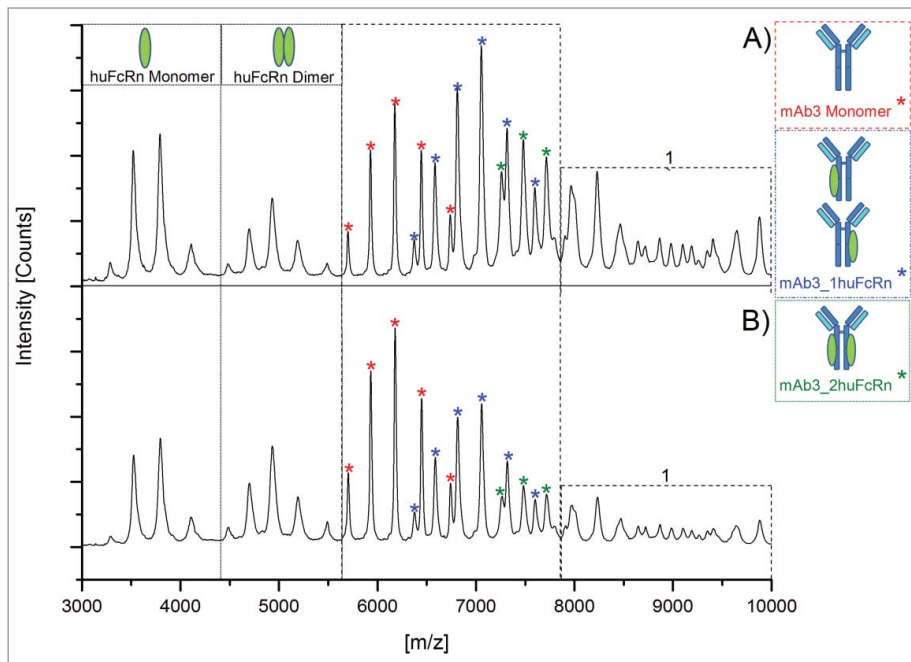 huFcRn Monomer
huFcRn Dimer
A)
mAb3 Monomer *
1
mAb3_1huFcRn *
B)
mAb3_2huFcRn *
1
Intensity [Counts]
3000 4000 5000 6000 7000 8000 9000 10000
[m/z]